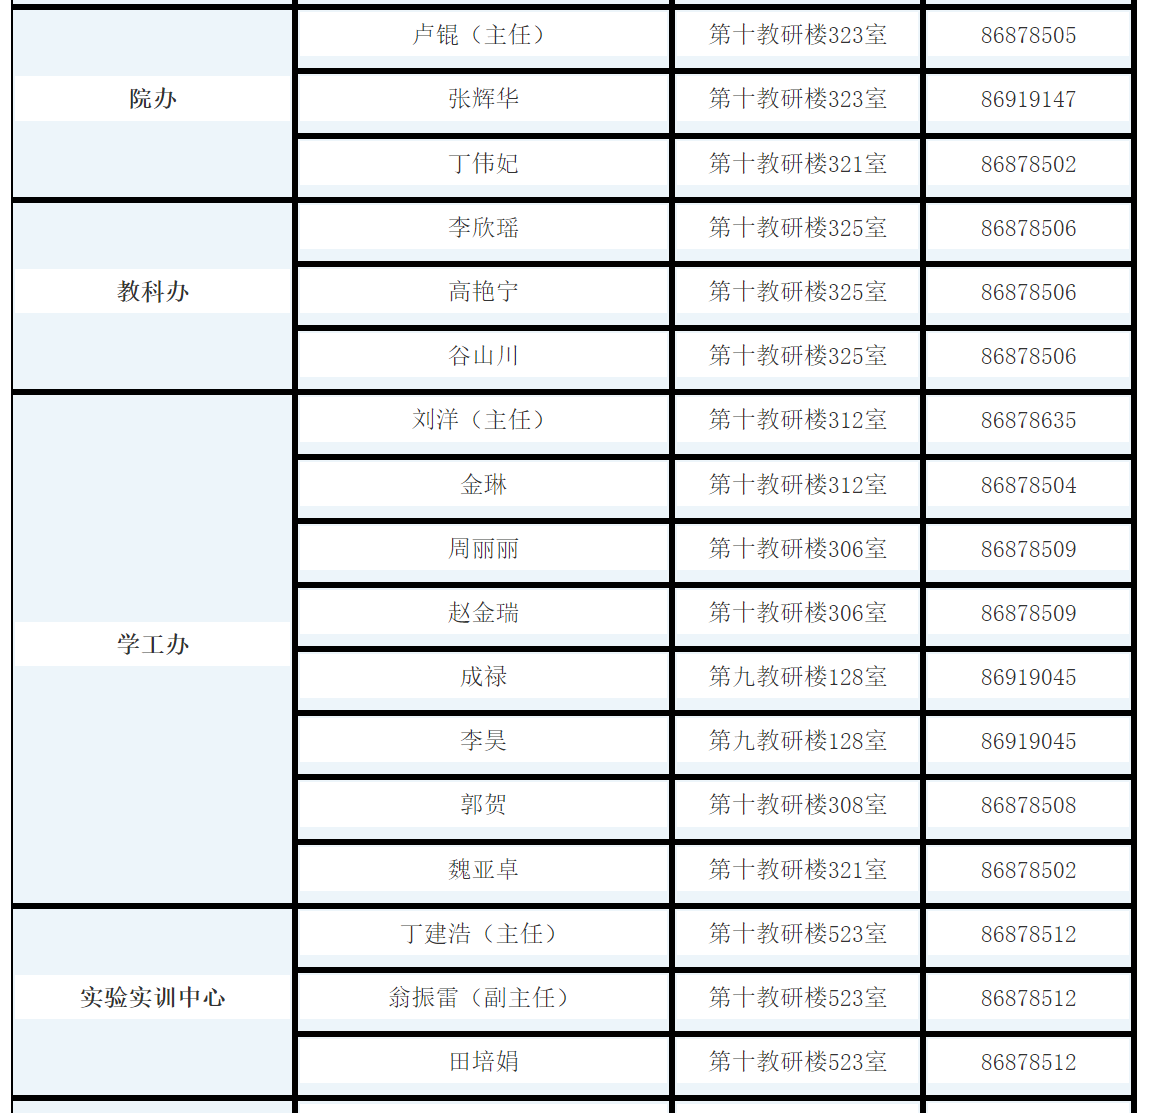 院办
卢锟（主任） 第十教研楼323室 86878505
张辉华 第十教研楼323室 86919147
丁伟妃 第十教研楼321室 86878502
教科办
李欣瑶 第十教研楼325室 86878506
高艳宁 第十教研楼325室 86878506
谷山川 第十教研楼325室 86878506
学工办
刘洋（主任） 第十教研楼312室 86878635
金琳 第十教研楼312室 86878504
周丽丽 第十教研楼306室 86878509
赵金瑞 第十教研楼306室 86878509
成禄 第九教研楼128室 86919045
李昊 第九教研楼128室 86919045
郭贺 第十教研楼308室 86878508
魏亚卓 第十教研楼321室 86878502
实验实训中心
丁建浩（主任） 第十教研楼523室 86878512
翁振雷（副主任） 第十教研楼523室 86878512
田培娟 第十教研楼523室 86878512